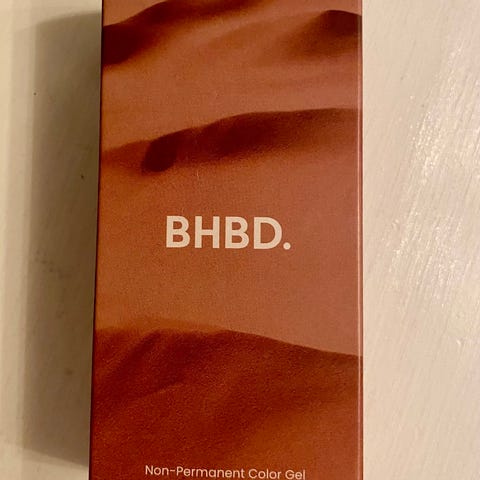 BHBD.
Non-Permanent Color Gel